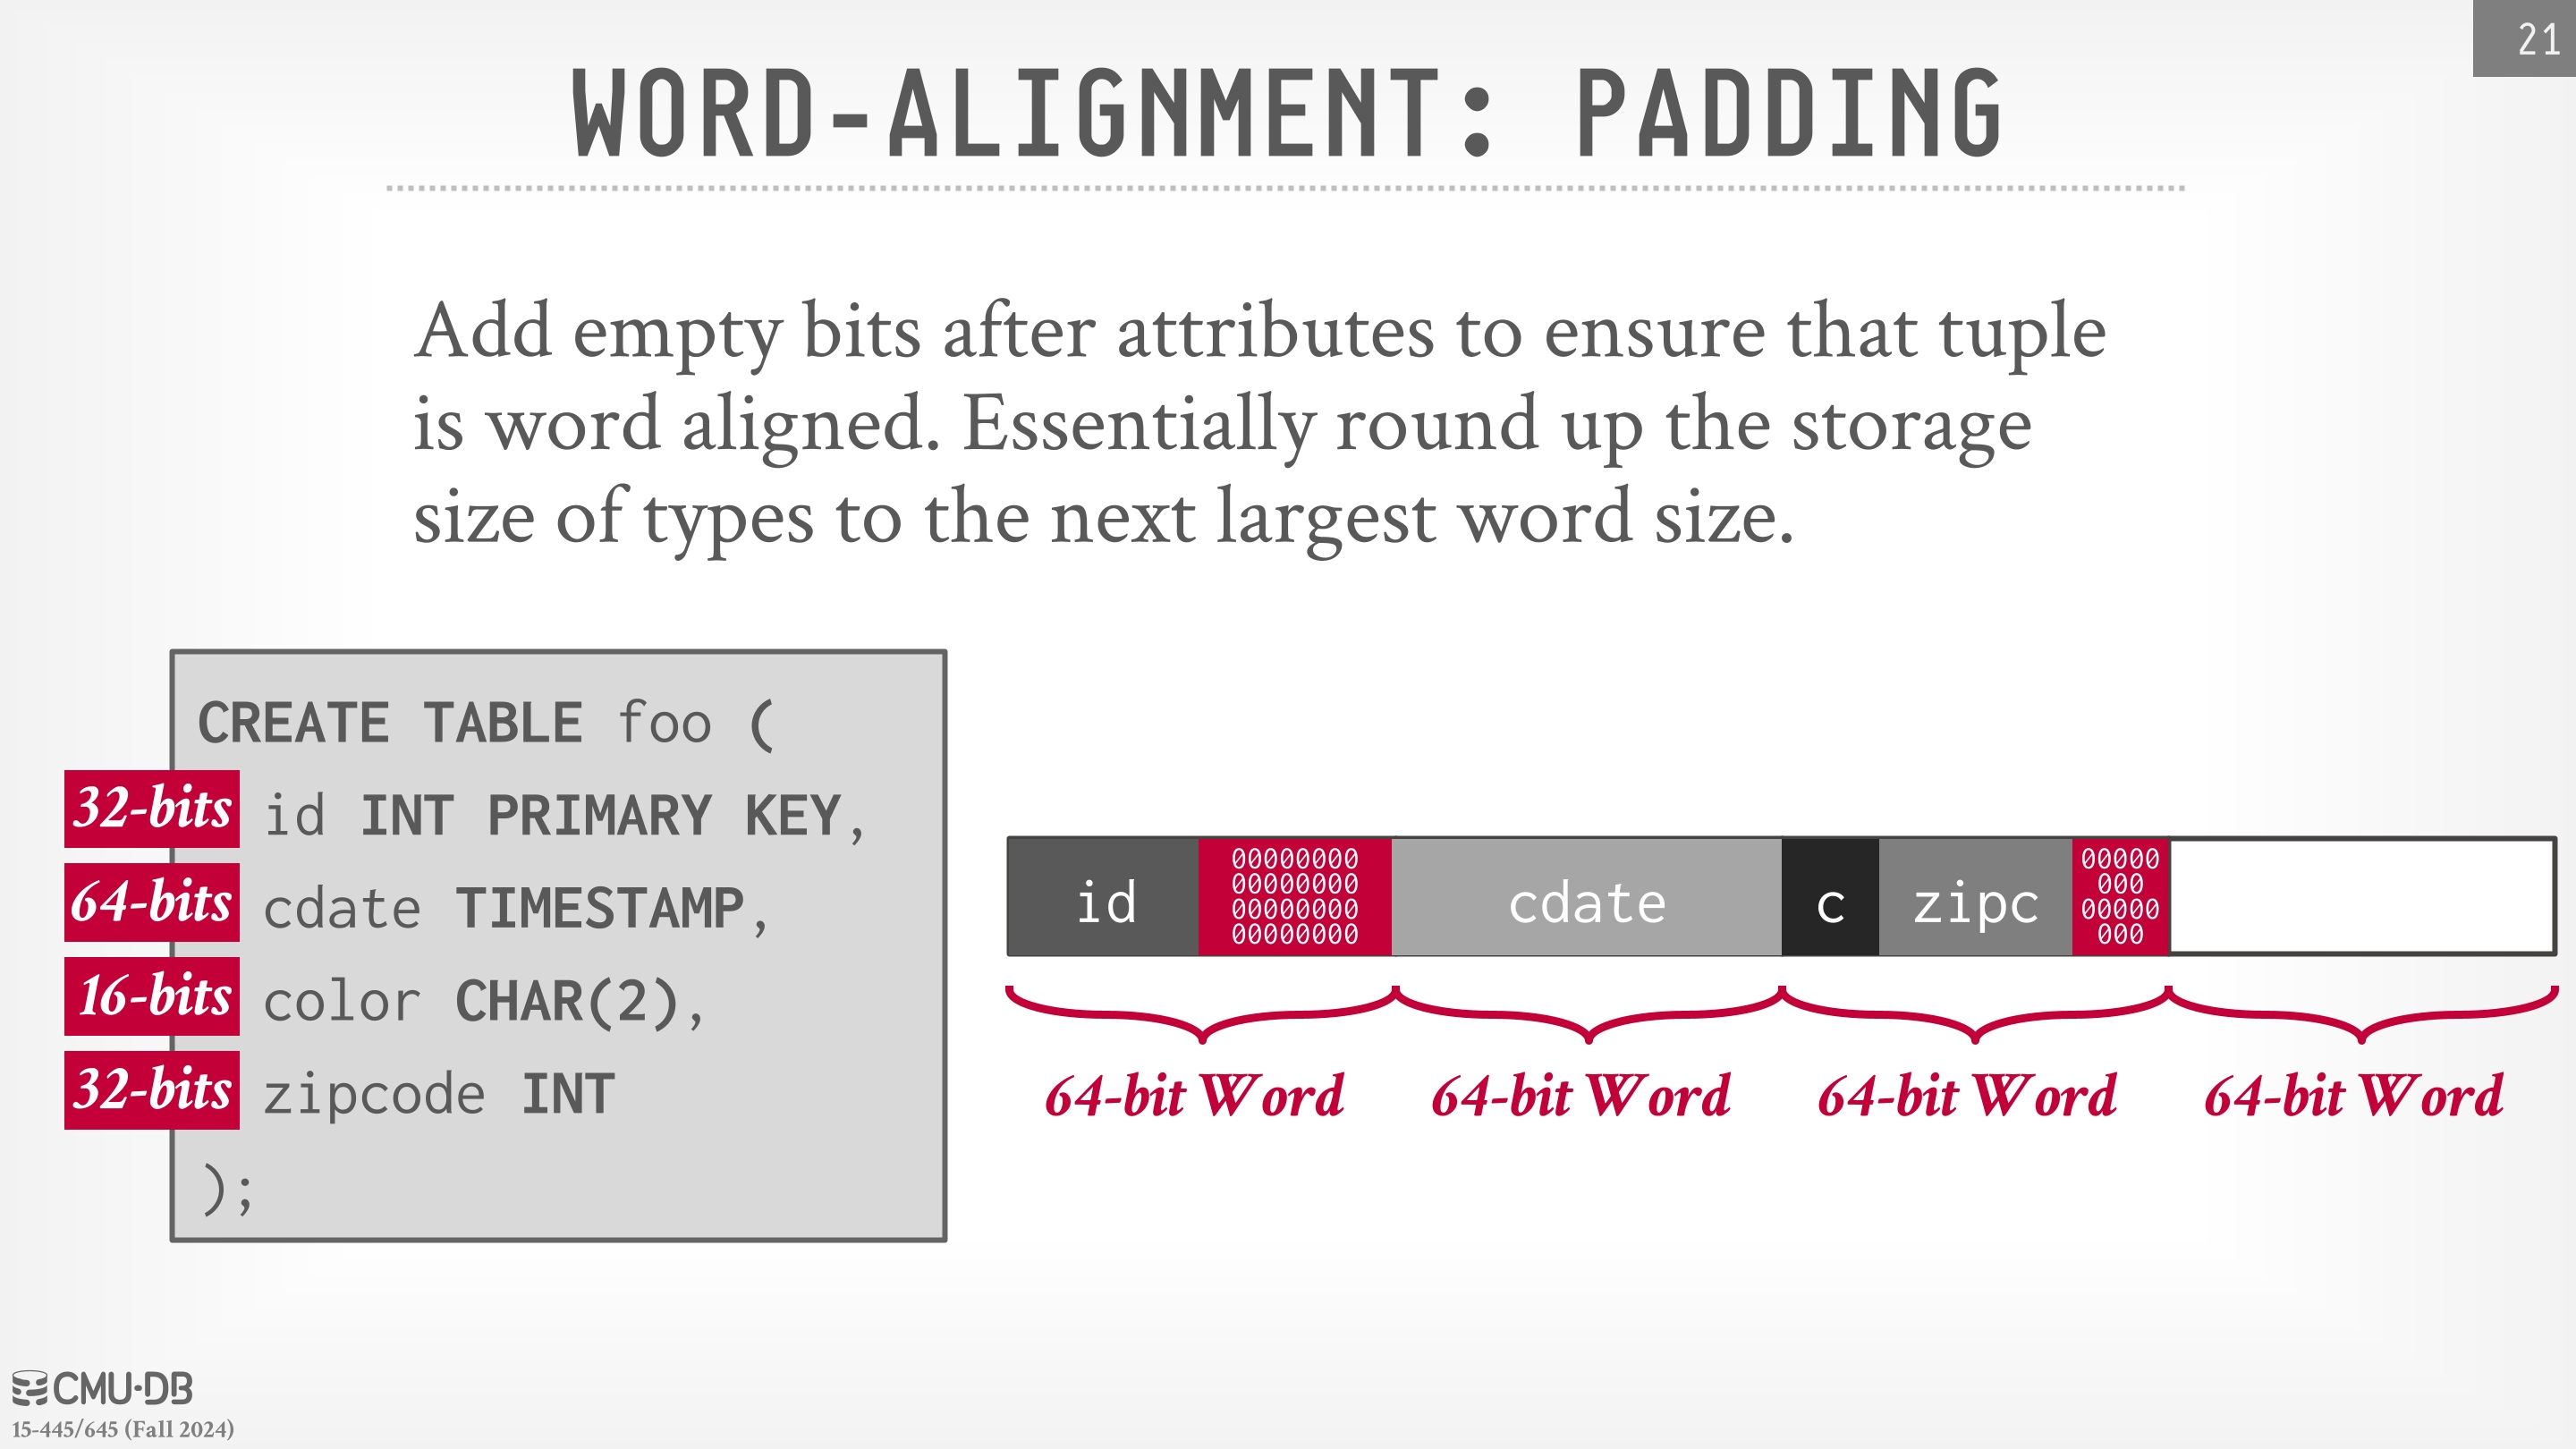 21
WORD-ALIGNMENT: PADDING
Add empty bits after attributes to ensure that tuple
is word aligned. Essentially round up the storage
size of types to the next largest word size.
CREATE TABLE foo (
32-bits id INT PRIMARY KEY,
64-bits cdate TIMESTAMP,
16-bits color CHAR(2),
32-bits zipcode INT
);
id
00000000
00000000
00000000
00000000
cdate
c
zipc
00000
000
00000
000
64-bit Word
64-bit Word
64-bit Word
64-bit Word
CMU·DB
15-445/645 (Fall 2024)